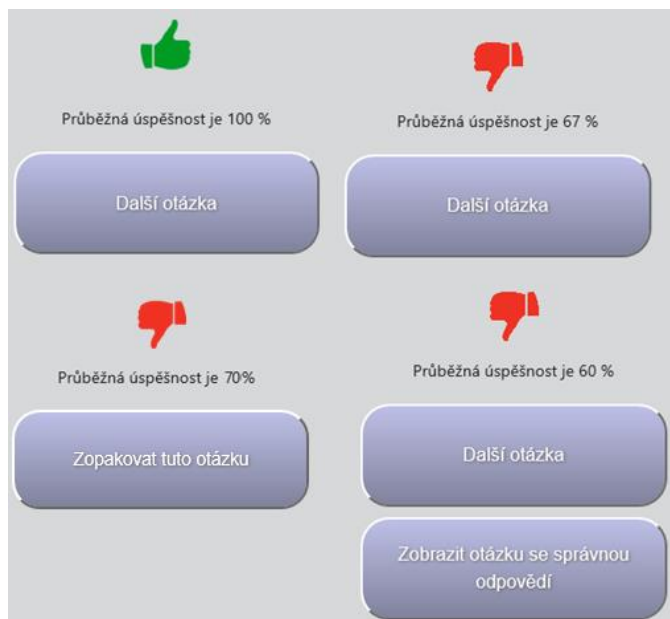 Průběžná úspěšnost je 100 %
Další otázka
Průběžná úspěšnost je 67 %
Další otázka
Průběžná úspěšnost je 70%
Zopakovat tuto otázku
Průběžná úspěšnost je 60 %
Další otázka
Zobrazit otázku se správnou
odpovědí